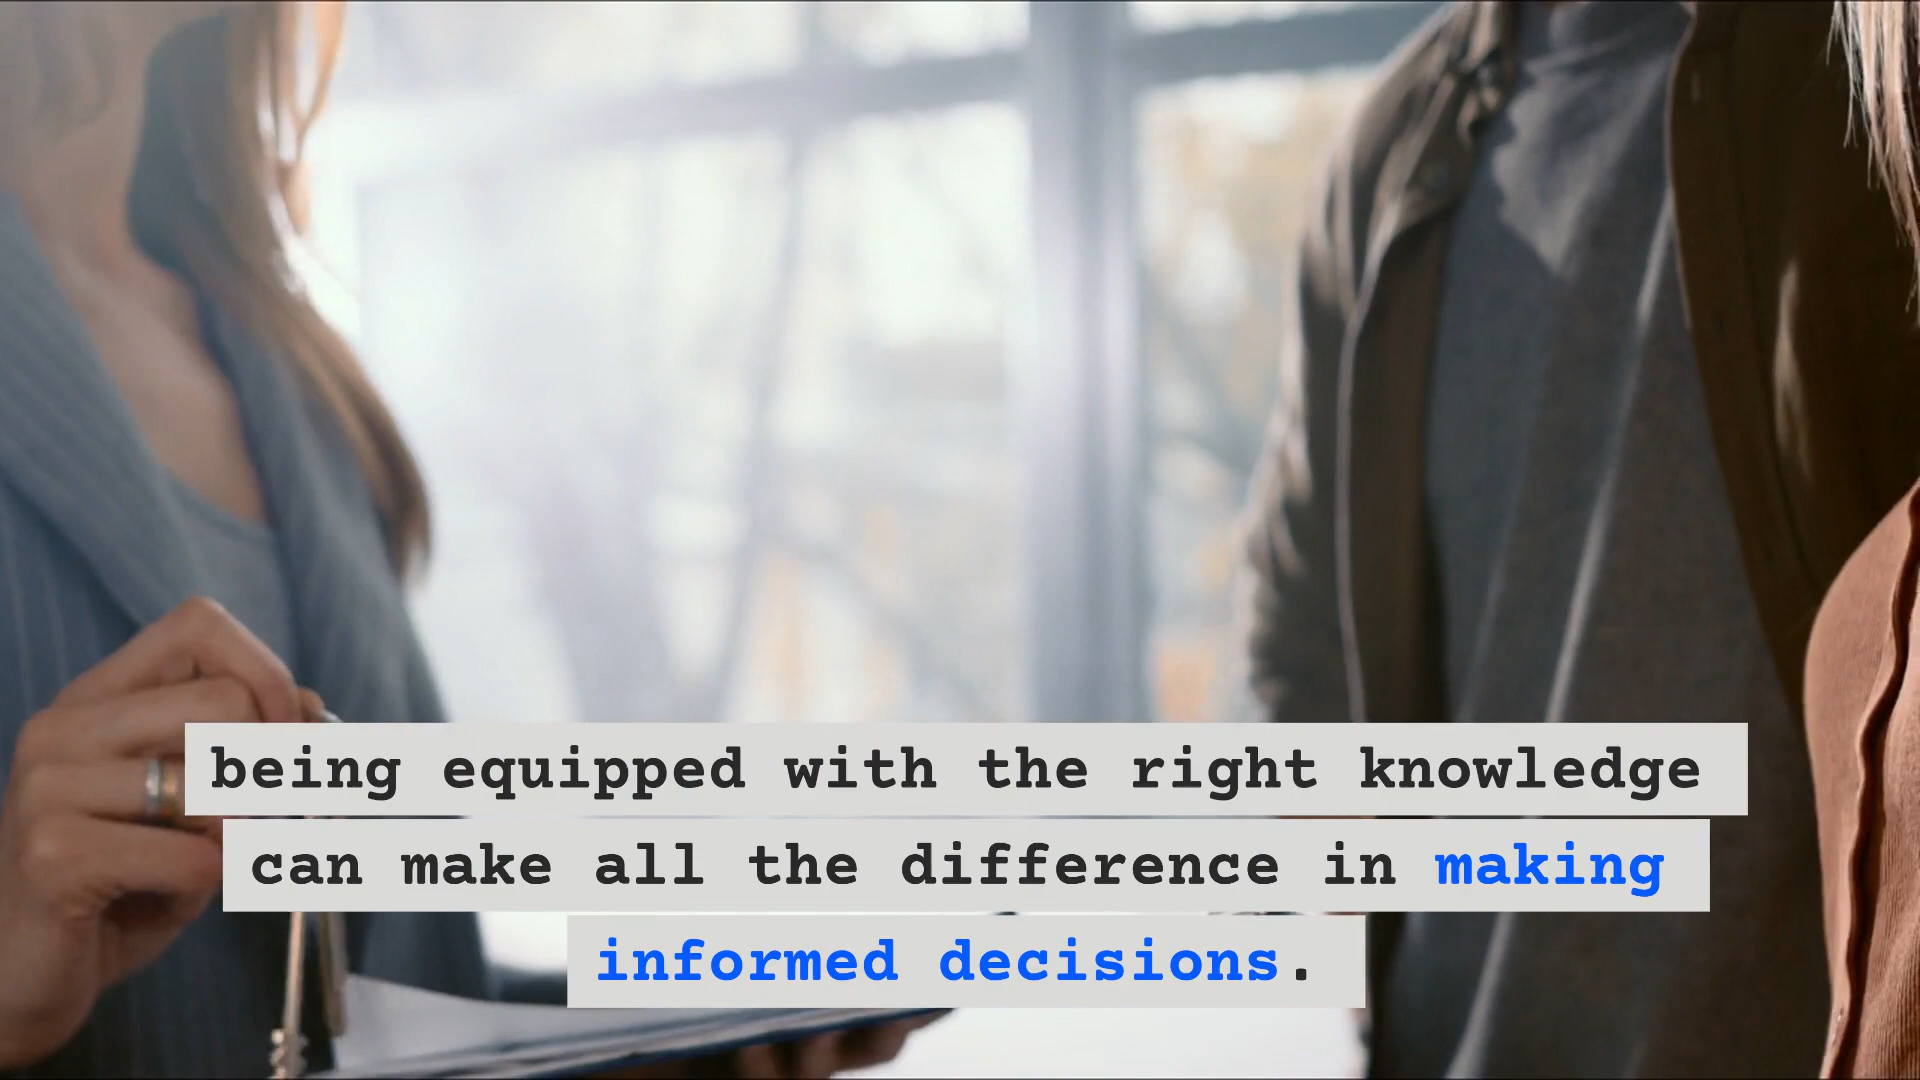 being equipped with the right knowledge
can make all the difference in making
informed decisions.